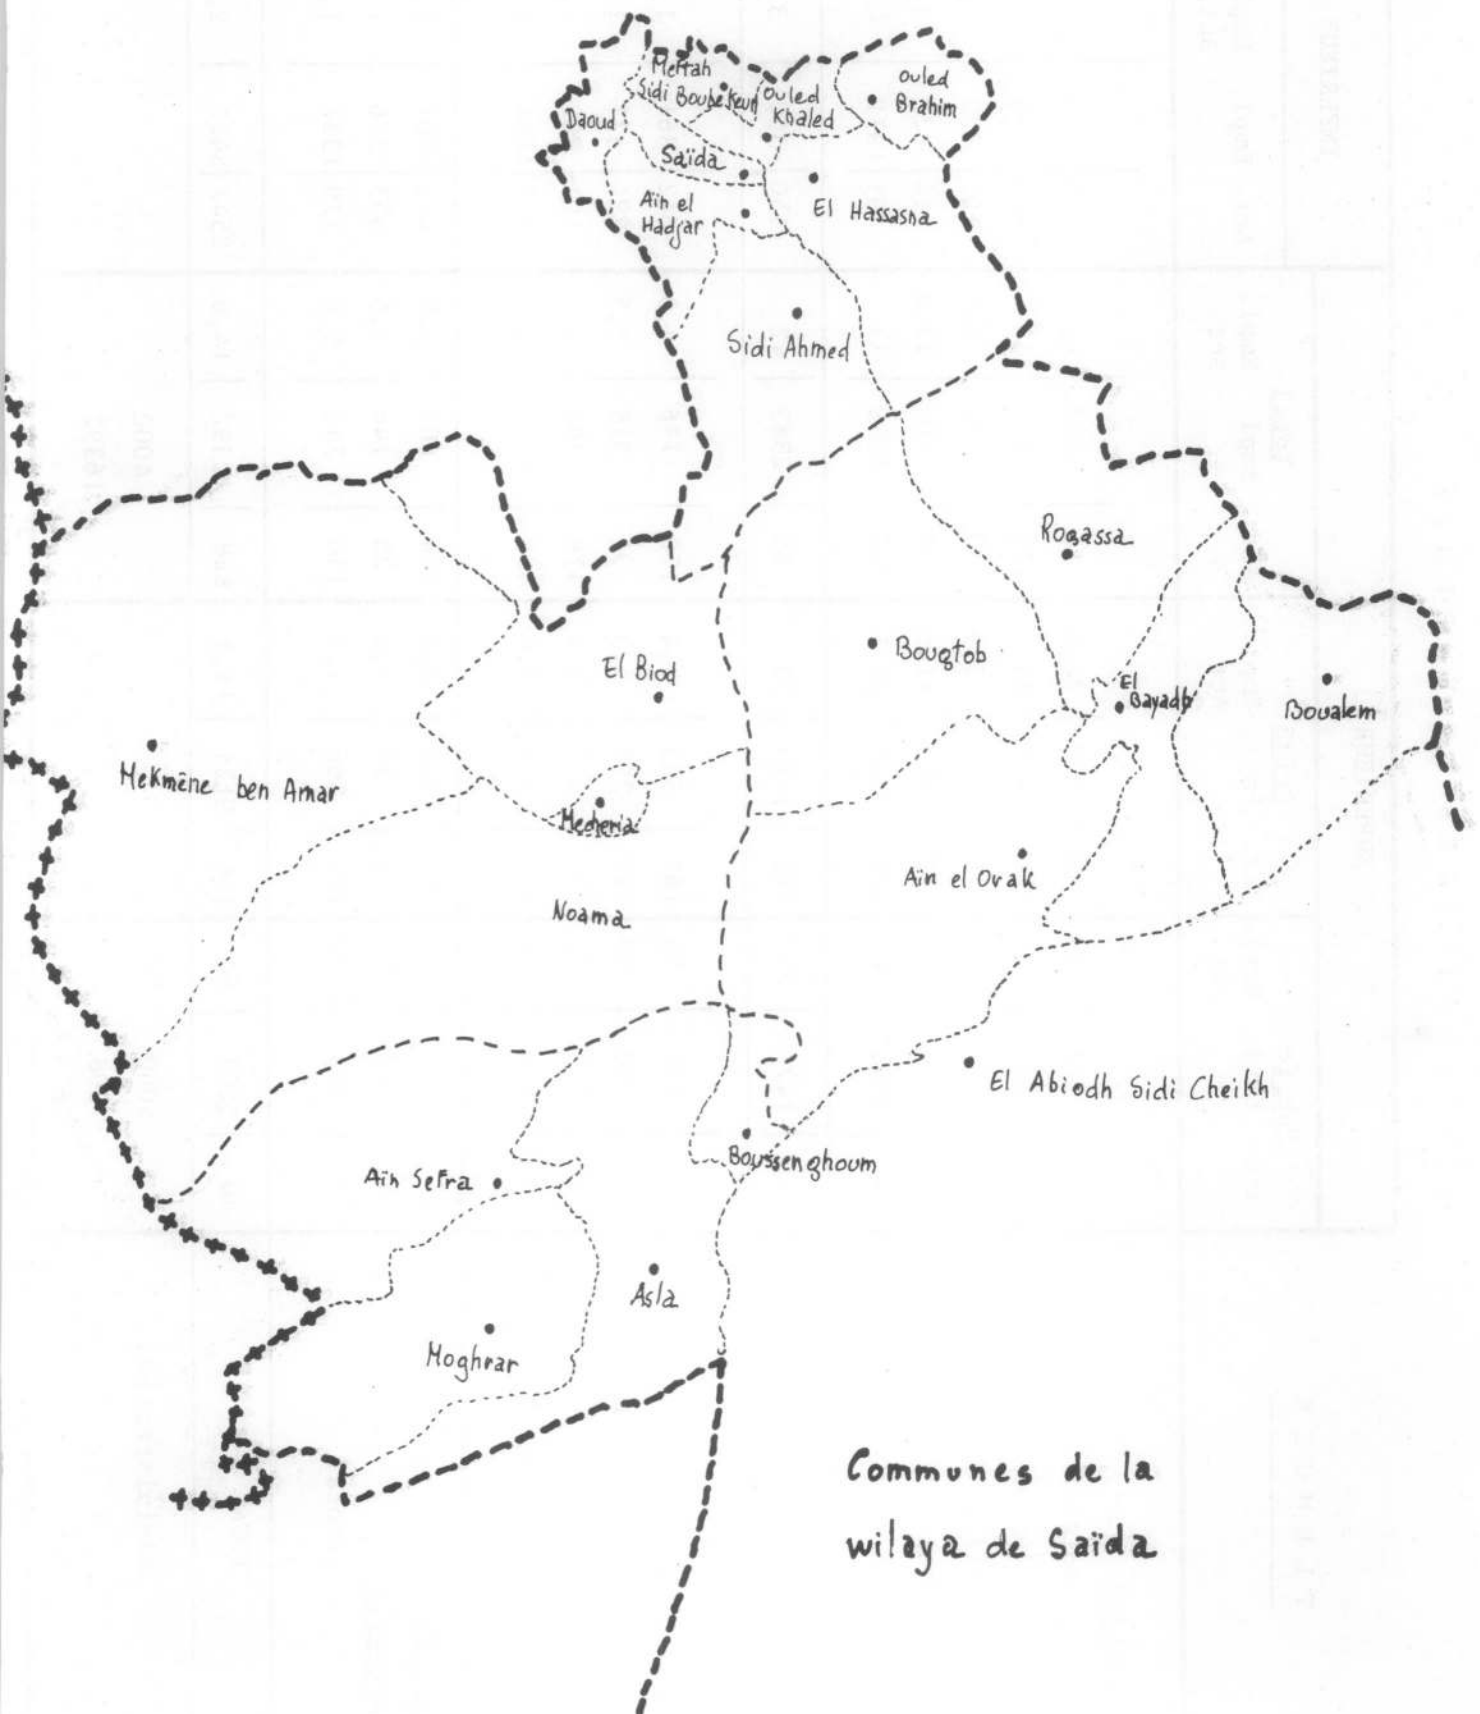 Meftah
Sidi Boubekeur
Ouled
Khaled
Ouled
Brahim
Daoud
Saïda
Aïn el
Hadjar
El Hassasna
Sidi Ahmed
Rogassa
Bougtob
El Biod
El
Bayadh
Boualem
Mekmène ben Amar
Mecheria
Aïn el Orak
Noama
El Abiodh Sidi Cheikh
Boussenghoum
Aïn Sefra
Asla
Moghrar
Communes de la
wilaya de Saïda